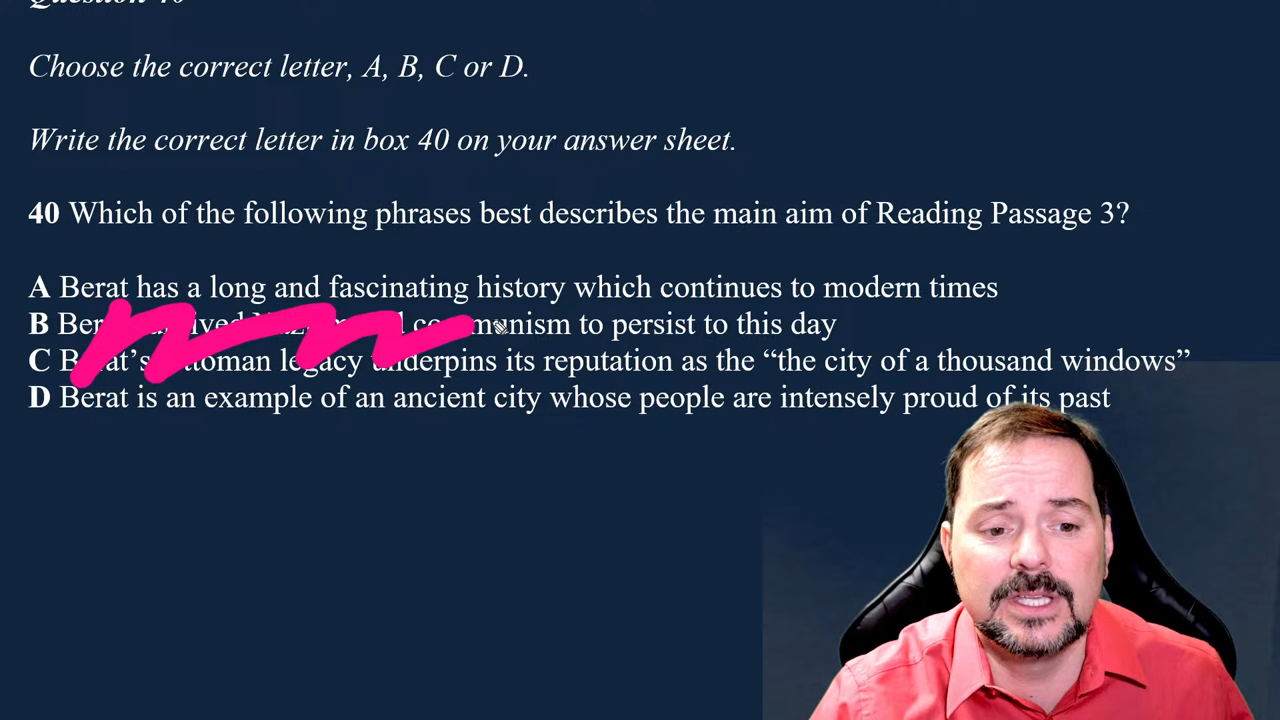 Choose the correct letter, A, B, C or D.
Write the correct letter in box 40 on your answer sheet.
40 Which of the following phrases best describes the main aim of Reading Passage 3?
A Berat has a long and fascinating history which continues to modern times
B to persist to this day
C legacy underpins its reputation as the “the city of a thousand windows”
D Berat is an example of an ancient city whose people are intensely proud of its past